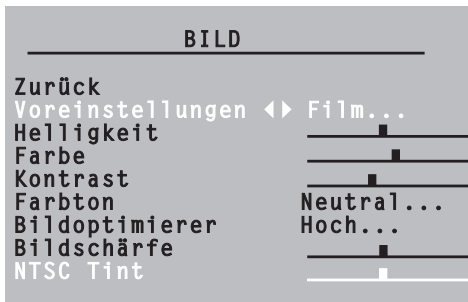 BILD
Zurück
Voreinstellungen Film...
Helligkeit
Farbe
Kontrast
Farbton Neutral...
Bildoptimierer Hoch...
Bildschärfe
NTSC Tint